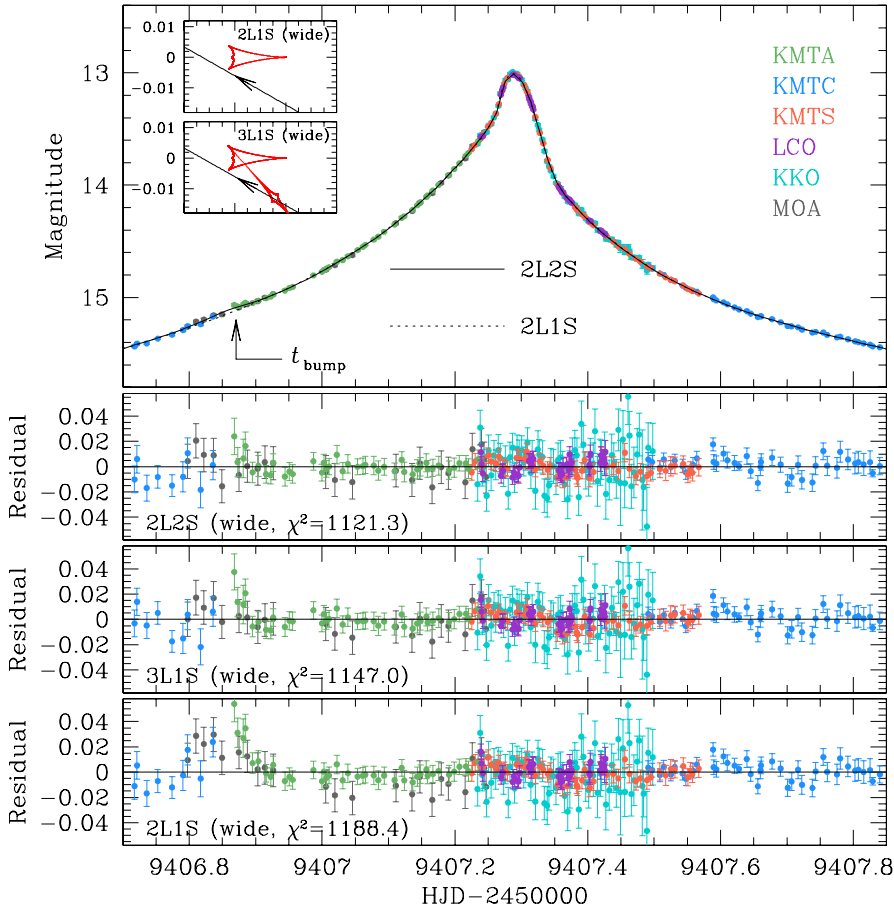 0.01
0
−0.01
2L1S (wide)
0.01
0
−0.01
3L1S (wide)
KMTA
KMTC
KMTS
LCO
KKO
MOA
13
14
15
Magnitude
2L2S
2L1S
t bump
0.04
0.02
0
−0.02
−0.04
Residual
2L2S (wide, χ²=1121.3)
0.04
0.02
0
−0.02
−0.04
Residual
3L1S (wide, χ²=1147.0)
0.04
0.02
0
−0.02
−0.04
Residual
2L1S (wide, χ²=1188.4)
9406.8 9407 9407.2 9407.4 9407.6 9407.8
HJD−2450000